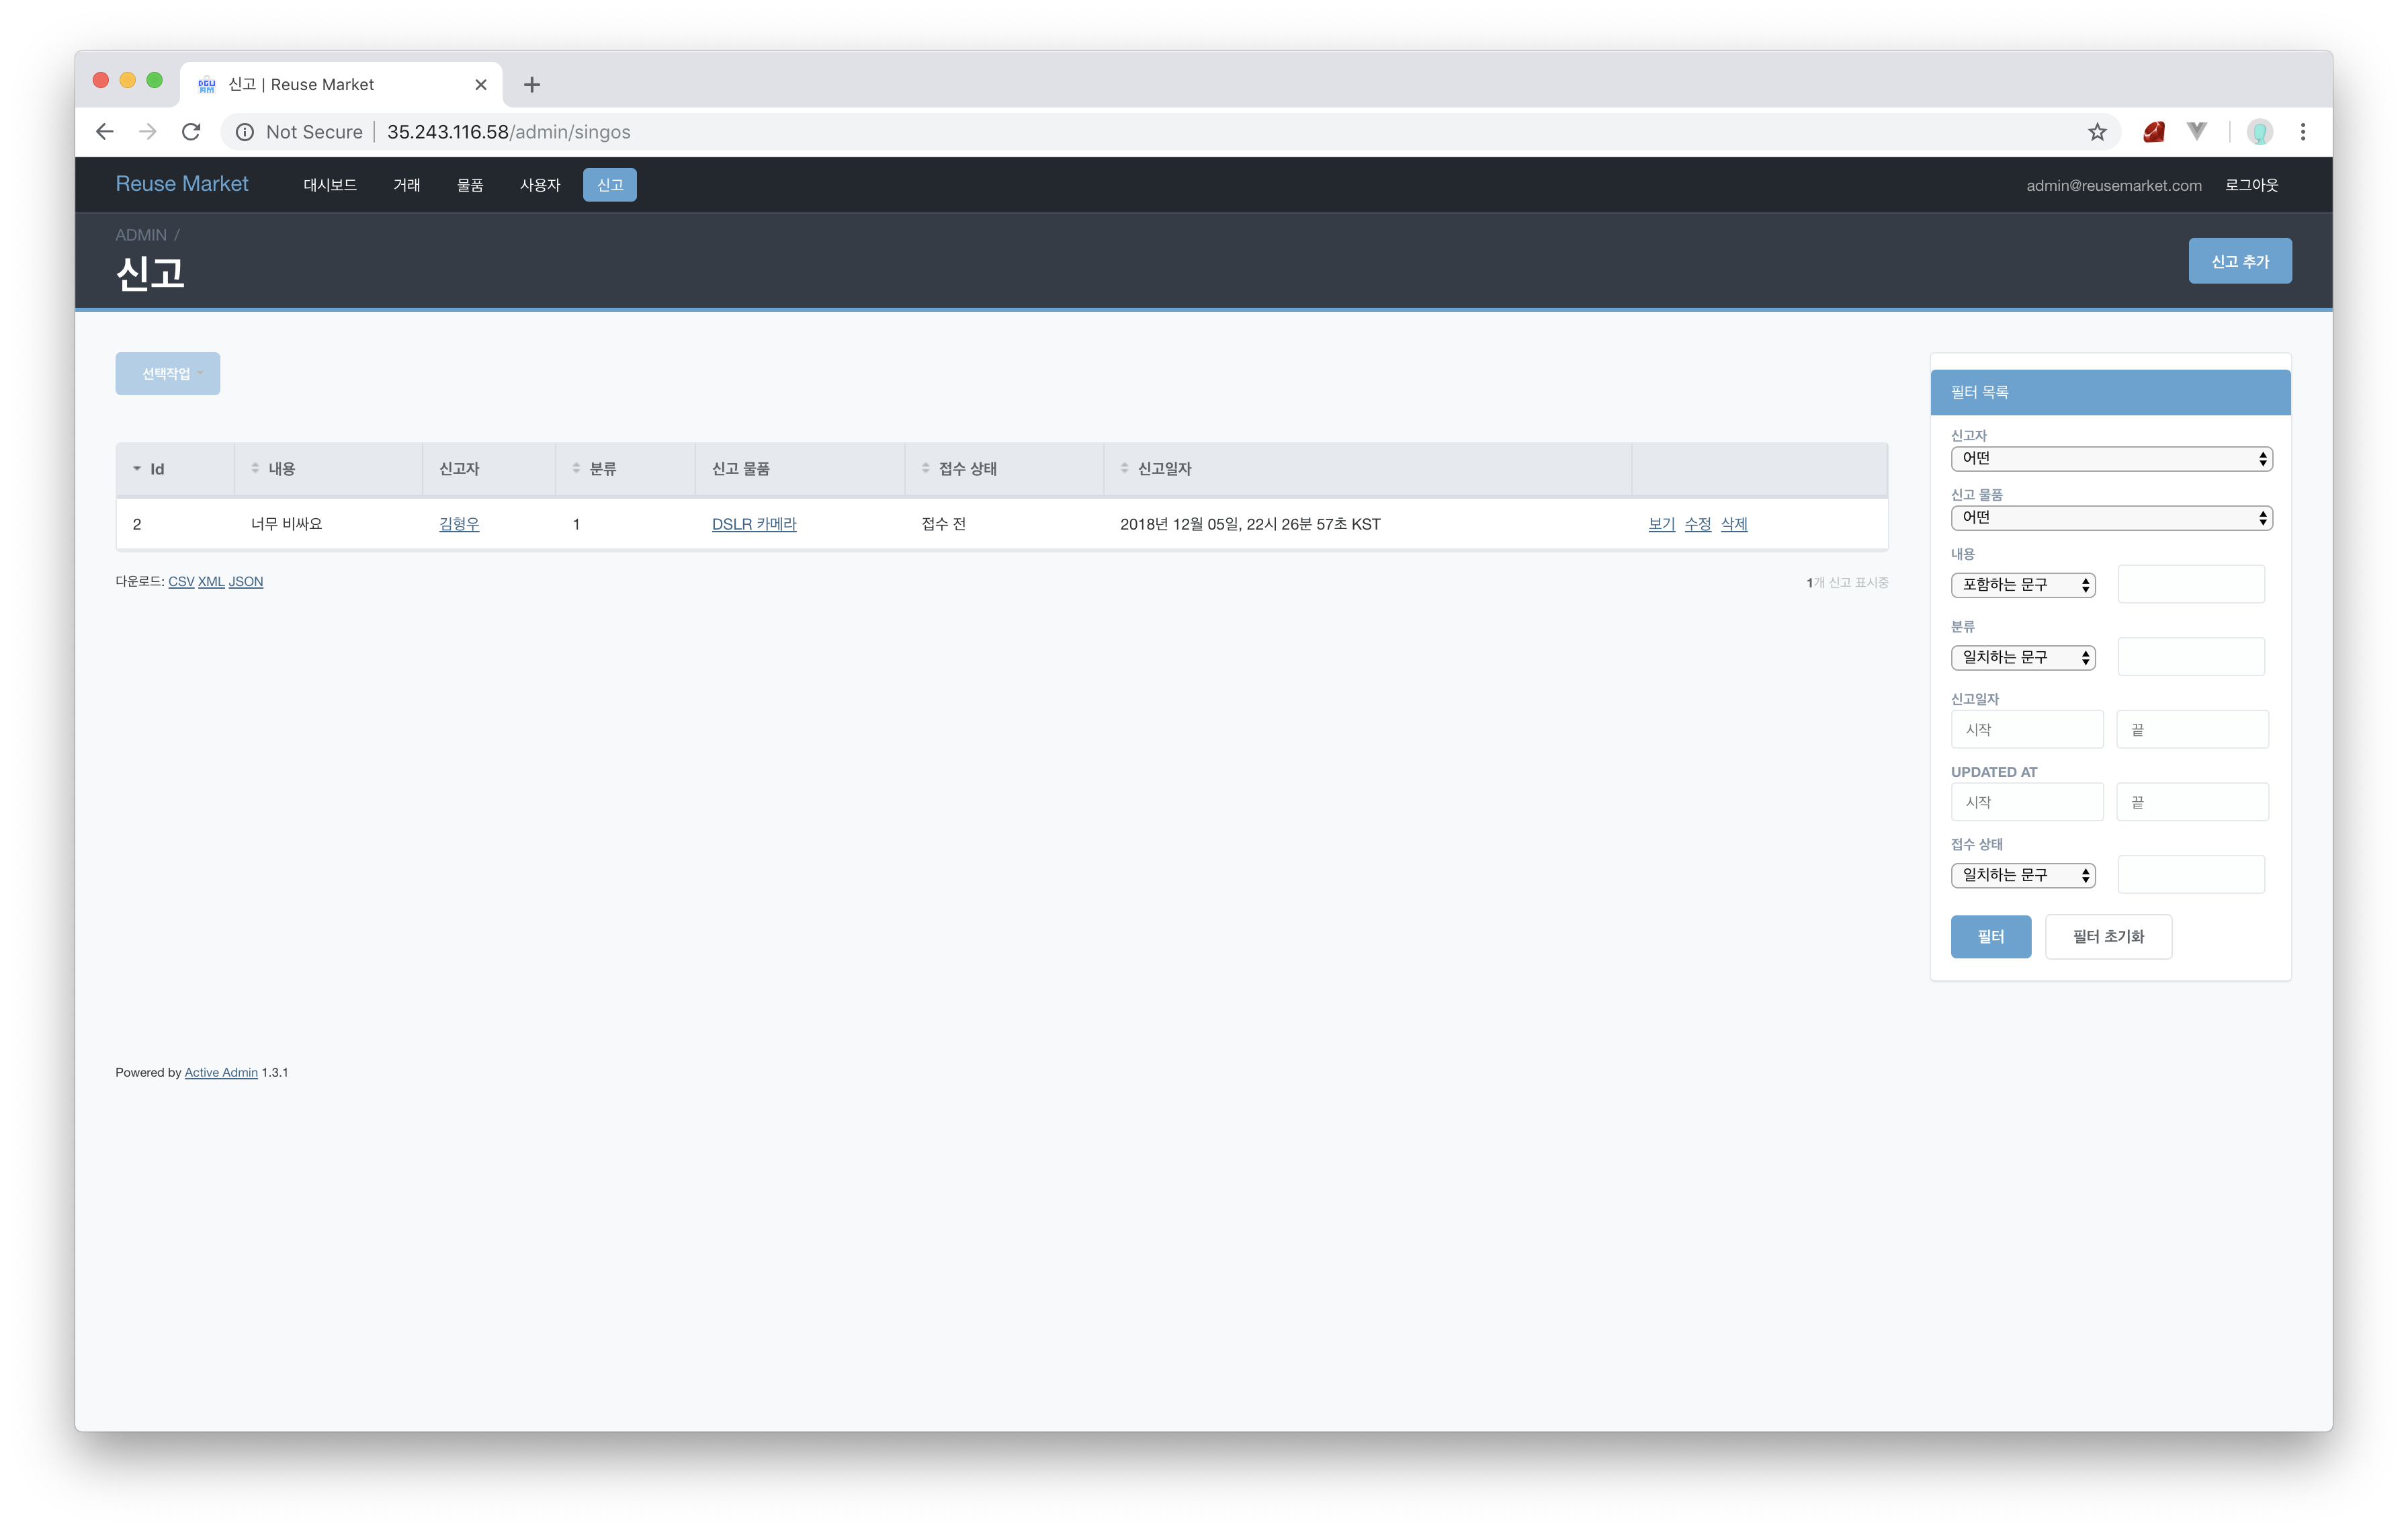 신고 | Reuse Market
Not Secure | 35.243.116.58/admin/singos
Reuse Market 대시보드 거래 물품 사용자 신고 admin@reusemarket.com 로그아웃
ADMIN /
신고
신고 추가
선택작업
Id 내용 신고자 분류 신고 물품 접수 상태 신고일자
2 너무 비싸요 김형우 1 DSLR 카메라 접수 전 2018년 12월 05일, 22시 26분 57초 KST 보기 수정 삭제
다운로드: CSV XML JSON
1개 신고 표시중
필터 목록
신고자
어떤
신고 물품
어떤
내용
포함하는 문구
분류
일치하는 문구
신고일자
시작 끝
UPDATED AT
시작 끝
접수 상태
일치하는 문구
필터 필터 초기화
Powered by Active Admin 1.3.1